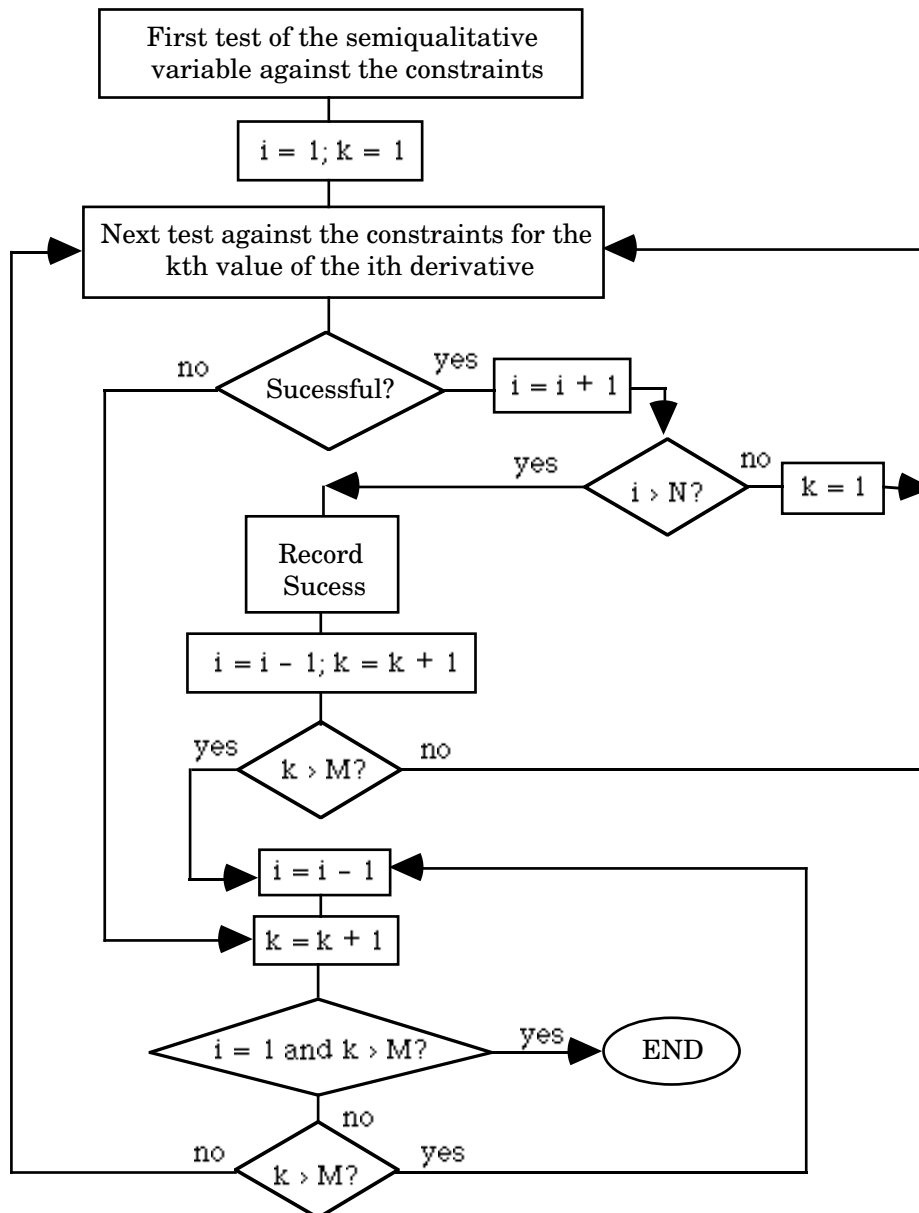 First test of the semiqualitative
variable against the constraints
i = 1; k = 1
Next test against the constraints for the
kth value of the ith derivative
no
Sucessful?
yes
i = i + 1
yes
i > N?
no
k = 1
Record
Sucess
i = i - 1; k = k + 1
yes
k > M?
no
i = i - 1
k = k + 1
i = 1 and k > M?
yes
END
no
no
k > M?
yes